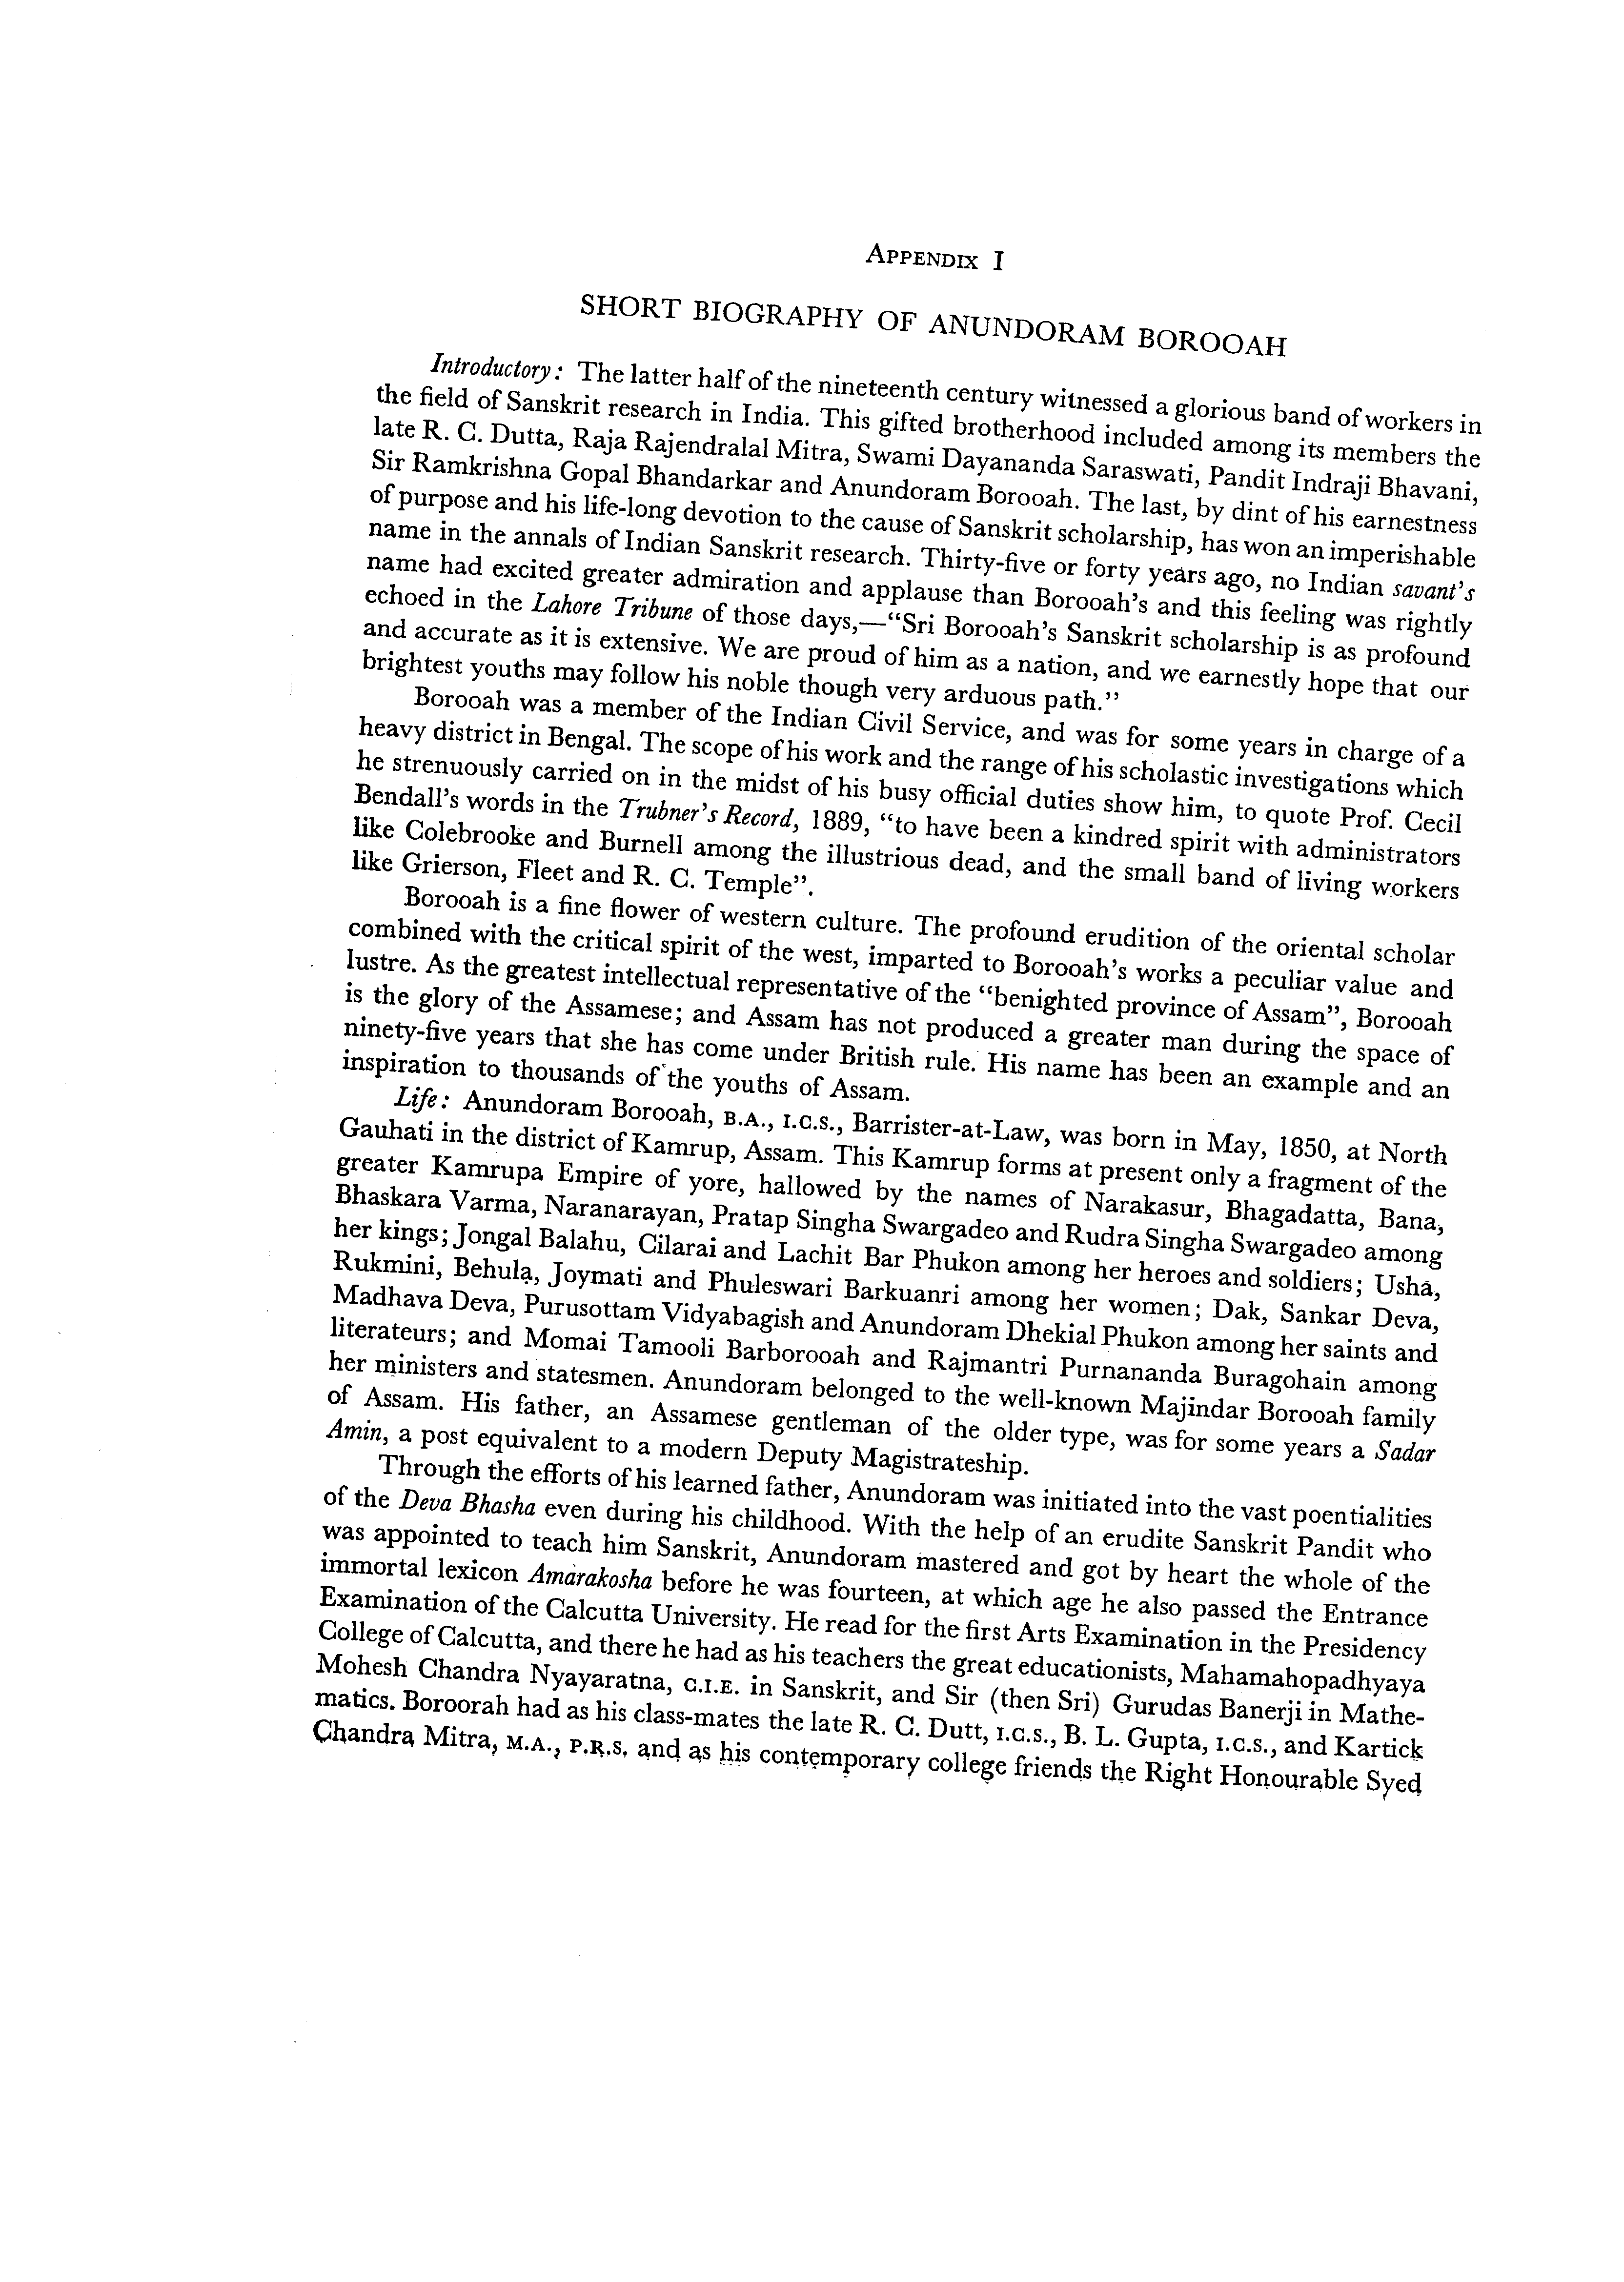 APPENDIX I
SHORT BIOGRAPHY OF ANUNDORAM BOROOAH
Introductory: The latter half of the nineteenth century witnessed a glorious band of workers in
the field of Sanskrit research in India. This gifted brotherhood included among its members the
late R. C. Dutta, Raja Rajendralal Mitra, Swami Dayananda Saraswati, Pandit Indraji Bhavani,
Sir Ramkrishna Gopal Bhandarkar and Anundoram Borooah. The last, by dint of his earnestness
of purpose and his life-long devotion to the cause of Sanskrit scholarship, has won an imperishable
name in the annals of Indian Sanskrit research. Thirty-five or forty years ago, no Indian savant's
name had excited greater admiration and applause than Borooah's and this feeling was rightly
echoed in the Lahore Tribune of those days,—"Sri Borooah's Sanskrit scholarship is as profound
and accurate as it is extensive. We are proud of him as a nation, and we earnestly hope that our
brightest youths may follow his noble though very arduous path."
Borooah was a member of the Indian Civil Service, and was for some years in charge of a
heavy district in Bengal. The scope of his work and the range of his scholastic investigations which
he strenuously carried on in the midst of his busy official duties show him, to quote Prof. Cecil
Bendall's words in the Trubner's Record, 1889, "to have been a kindred spirit with administrators
like Colebrooke and Burnell among the illustrious dead, and the small band of living workers
like Grierson, Fleet and R. C. Temple".
Borooah is a fine flower of western culture. The profound erudition of the oriental scholar
combined with the critical spirit of the west, imparted to Borooah's works a peculiar value and
lustre. As the greatest intellectual representative of the "benighted province of Assam", Borooah
is the glory of the Assamese; and Assam has not produced a greater man during the space of
ninety-five years that she has come under British rule. His name has been an example and an
inspiration to thousands of the youths of Assam.
Life: Anundoram Borooah, B.A., I.C.S., Barrister-at-Law, was born in May, 1850, at North
Gauhati in the district of Kamrup, Assam. This Kamrup forms at present only a fragment of the
greater Kamrupa Empire of yore, hallowed by the names of Narakasur, Bhagadatta, Bana,
Bhaskara Varma, Naranarayan, Pratap Singha Swargadeo and Rudra Singha Swargadeo among
her kings; Jongal Balahu, Cilarai and Lachit Bar Phukon among her heroes and soldiers; Usha,
Rukmini, Behula, Joymati and Phuleswari Barkuanri among her women; Dak, Sankar Deva,
Madhava Deva, Purusottam Vidyabagish and Anundoram Dhekial Phukon among her saints and
literateurs; and Momai Tamooli Barborooah and Rajmantri Purnananda Buragohain among
her ministers and statesmen. Anundoram belonged to the well-known Majindar Borooah family
of Assam. His father, an Assamese gentleman of the older type, was for some years a Sadar
Amin, a post equivalent to a modern Deputy Magistrateship.
Through the efforts of his learned father, Anundoram was initiated into the vast poentialities
of the Deva Bhasha even during his childhood. With the help of an erudite Sanskrit Pandit who
was appointed to teach him Sanskrit, Anundoram mastered and got by heart the whole of the
immortal lexicon Amarakosha before he was fourteen, at which age he also passed the Entrance
Examination of the Calcutta University. He read for the first Arts Examination in the Presidency
College of Calcutta, and there he had as his teachers the great educationists, Mahamahopadhyaya
Mohesh Chandra Nyayaratna, C.I.E. in Sanskrit, and Sir (then Sri) Gurudas Banerji in Mathe-
matics. Boroorah had as his class-mates the late R. C. Dutt, I.C.S., B. L. Gupta, I.C.S., and Kartick
Chandra Mitra, M.A., P.R.S. and as his contemporary college friends the Right Honourable Syed